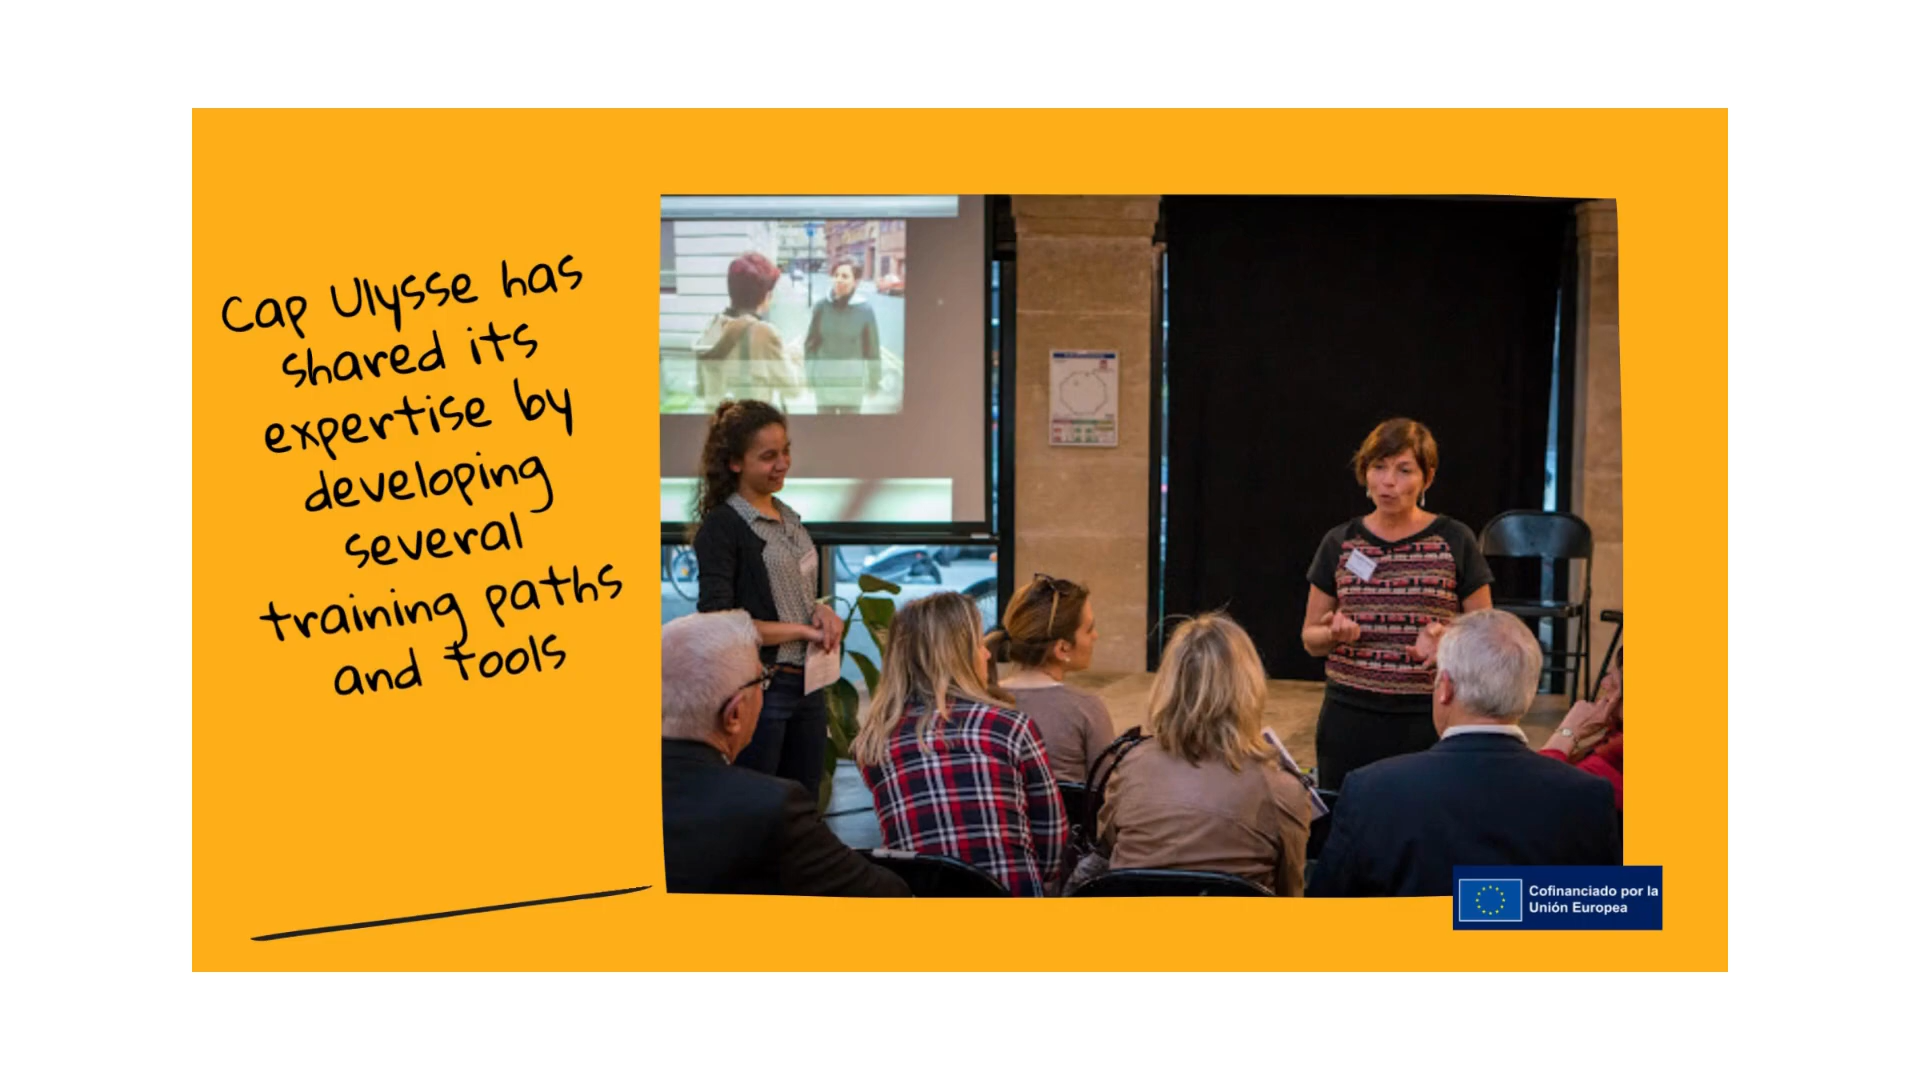 Cap Ulysse has
shared its
expertise by
developing
several
training paths
and tools
Cofinanciado por la
Unión Europea